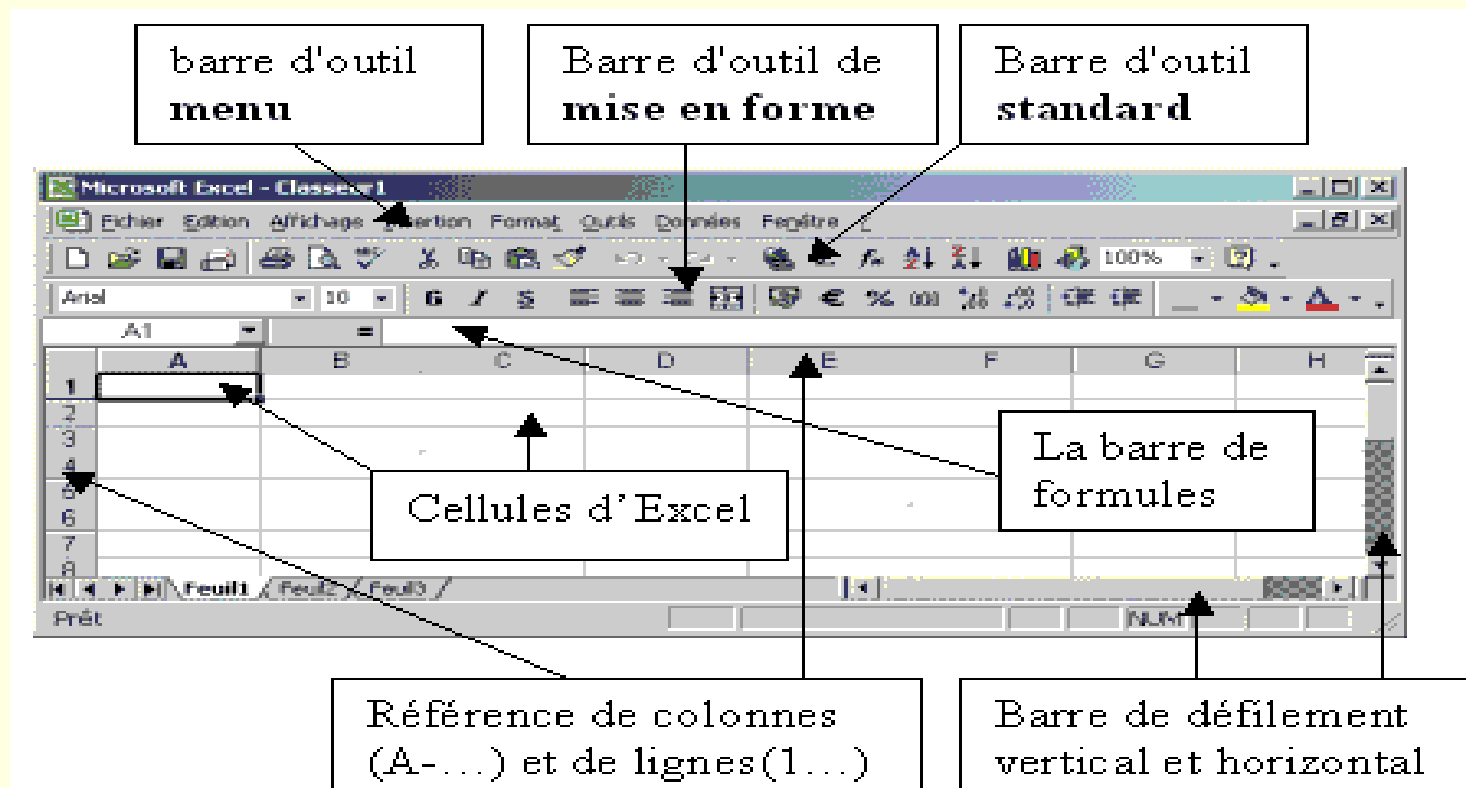 barre d'outil
menu
Barre d'outil de
mise en forme
Barre d'outil
standard
Microsoft Excel - Classeur1
Fichier Edition Affichage Insertion Format Outils Données Fenêtre
100%
Arial 10 G I S € % 000
A1 =
A B C D E F G H
1
2
3
4
5
6
7
8
La barre de
formules
Cellules d'Excel
Feuil1 Feuil2 Feuil3
Prêt NUM
Référence de colonnes
(A-...) et de lignes(1...)
Barre de défilement
vertical et horizontal